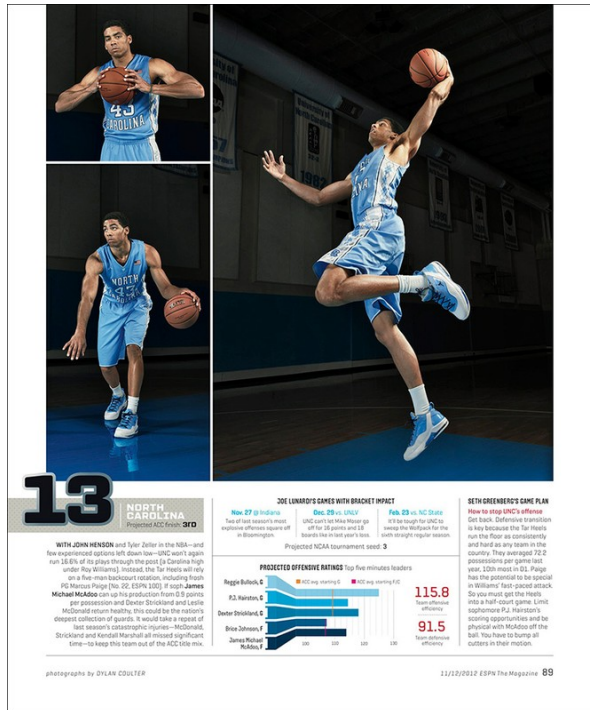 43
CAROLINA
NORTH
43
CAROLINA
University of
North Carolina
1982
13
NORTH
CAROLINA
Projected ACC finish: 3RD
WITH JOHN HENSON and Tyler Zeller in the NBA—and
few experienced options left down low—UNC won't again
run 16.6% of its plays through the post [a Carolina high
under Roy Williams]. Instead, the Tar Heels will rely
on a five-man backcourt rotation, including frosh
PG Marcus Paige [No. 22, ESPN 100]. If soph James
Michael McAdoo can up his production from 0.9 points
per possession and Dexter Strickland and Leslie
McDonald return healthy, this could be the nation's
deepest collection of guards. It would take a repeat of
last season's catastrophic injuries—McDonald,
Strickland and Kendall Marshall all missed significant
time—to keep this team out of the ACC title mix.
JOE LUNARDI'S GAMES WITH BRACKET IMPACT
Nov. 27 @ Indiana
Two of last season's most
explosive offenses square off
in Bloomington.
Dec. 29 vs. UNLV
UNC can't let Mike Moser go
off for 16 points and 18
boards like in last year's loss.
Feb. 23 vs. NC State
It'll be tough for UNC to
sweep the Wolfpack for the
sixth straight regular season.
Projected NCAA tournament seed: 3
PROJECTED OFFENSIVE RATINGS Top five minutes leaders
ACC avg. starting G
ACC avg. starting F/C
Reggie Bullock, G
P.J. Hairston, G
Dexter Strickland, G
Brice Johnson, F
James Michael
McAdoo, F
100
110
120
130
115.8
Team offensive
efficiency
91.5
Team defensive
efficiency
SETH GREENBERG'S GAME PLAN
How to stop UNC's offense
Get back. Defensive transition
is key because the Tar Heels
run the floor as consistently
and hard as any team in the
country. They averaged 72.2
possessions per game last
year, 10th most in D1. Paige
has the potential to be special
in Williams' fast-paced attack.
So you must get the Heels
into a half-court game. Limit
sophomore P.J. Hairston's
scoring opportunities and be
physical with McAdoo off the
ball. You have to bump all
cutters in their motion.
photographs by DYLAN COULTER
11/12/2012 ESPN The Magazine 89